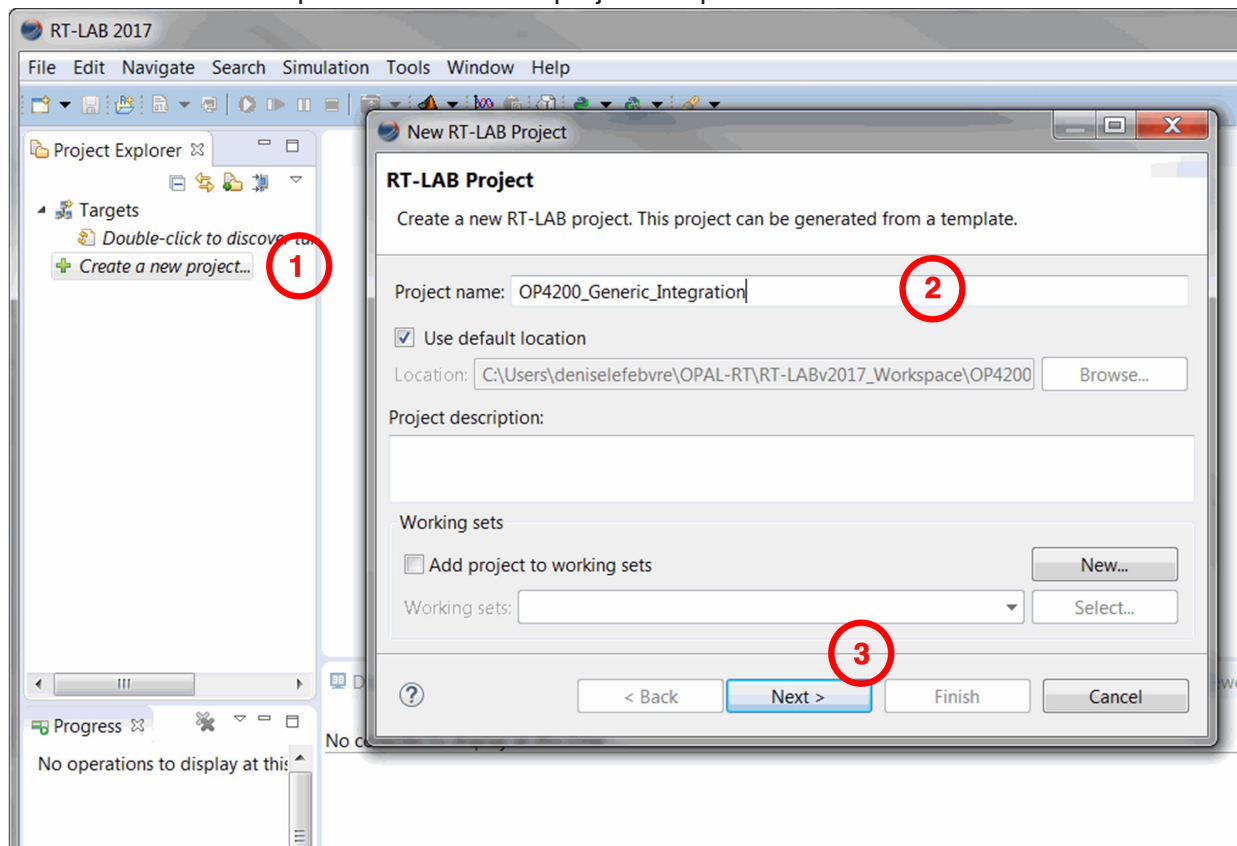 RT-LAB 2017
File Edit Navigate Search Simulation Tools Window Help
Project Explorer
Targets
Double-click to discover
Create a new project...
1
New RT-LAB Project
RT-LAB Project
Create a new RT-LAB project. This project can be generated from a template.
Project name: OP4200_Generic_Integration
2
Use default location
Location: C:\Users\deniselefebvre\OPAL-RT\RT-LABv2017_Workspace\OP4200 Browse...
Project description:
Working sets
Add project to working sets New...
Working sets: Select...
3
< Back Next > Finish Cancel
Progress
No operations to display at this
No